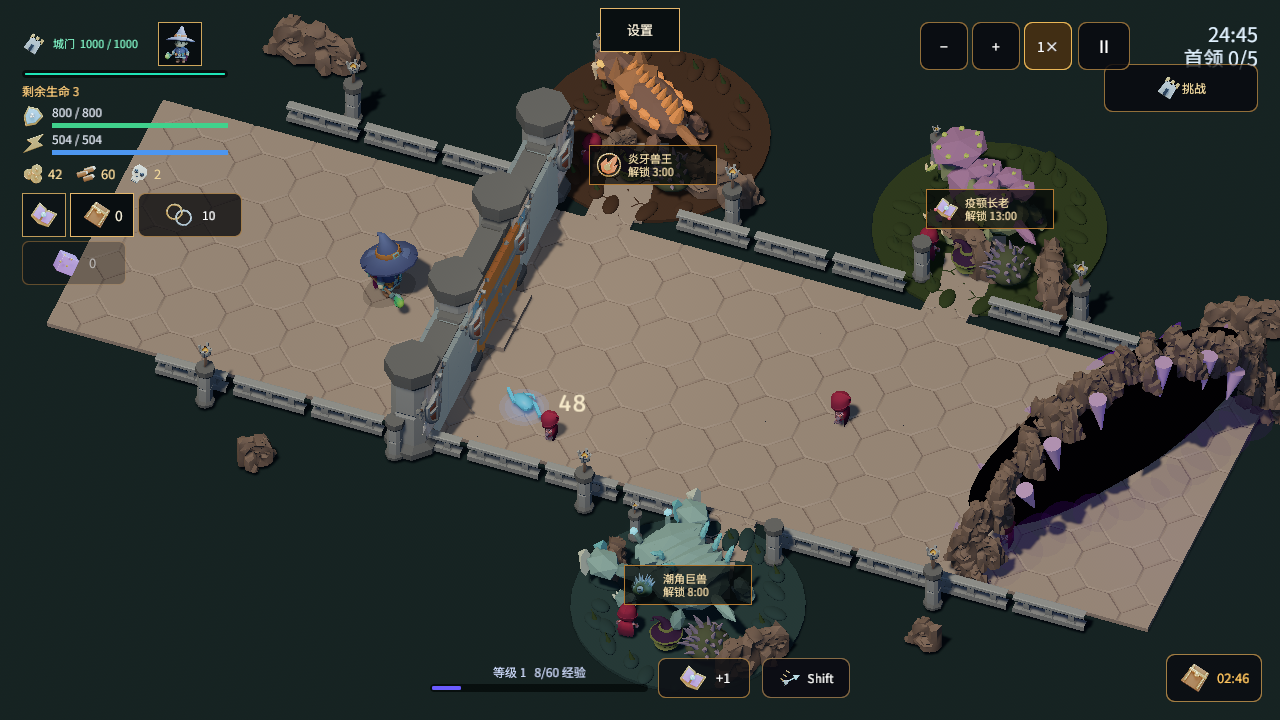 城门 1000 / 1000
设置
− + 1× II
24:45
首领 0/5
挑战
剩余生命 3
800 / 800
504 / 504
42 60 2
0 10
0
炎牙兽王
解锁 3:00
疫颚长老
解锁 13:00
48
潮角巨兽
解锁 8:00
等级 1 8/60 经验
+1
Shift
02:46